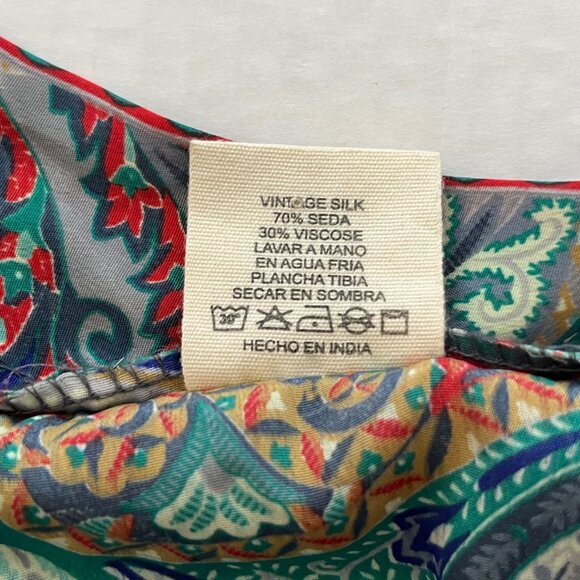 VINTAGE SILK
70% SEDA
30% VISCOSE
LAVAR A MANO
EN AGUA FRIA
PLANCHA TIBIA
SECAR EN SOMBRA
30°
HECHO EN INDIA